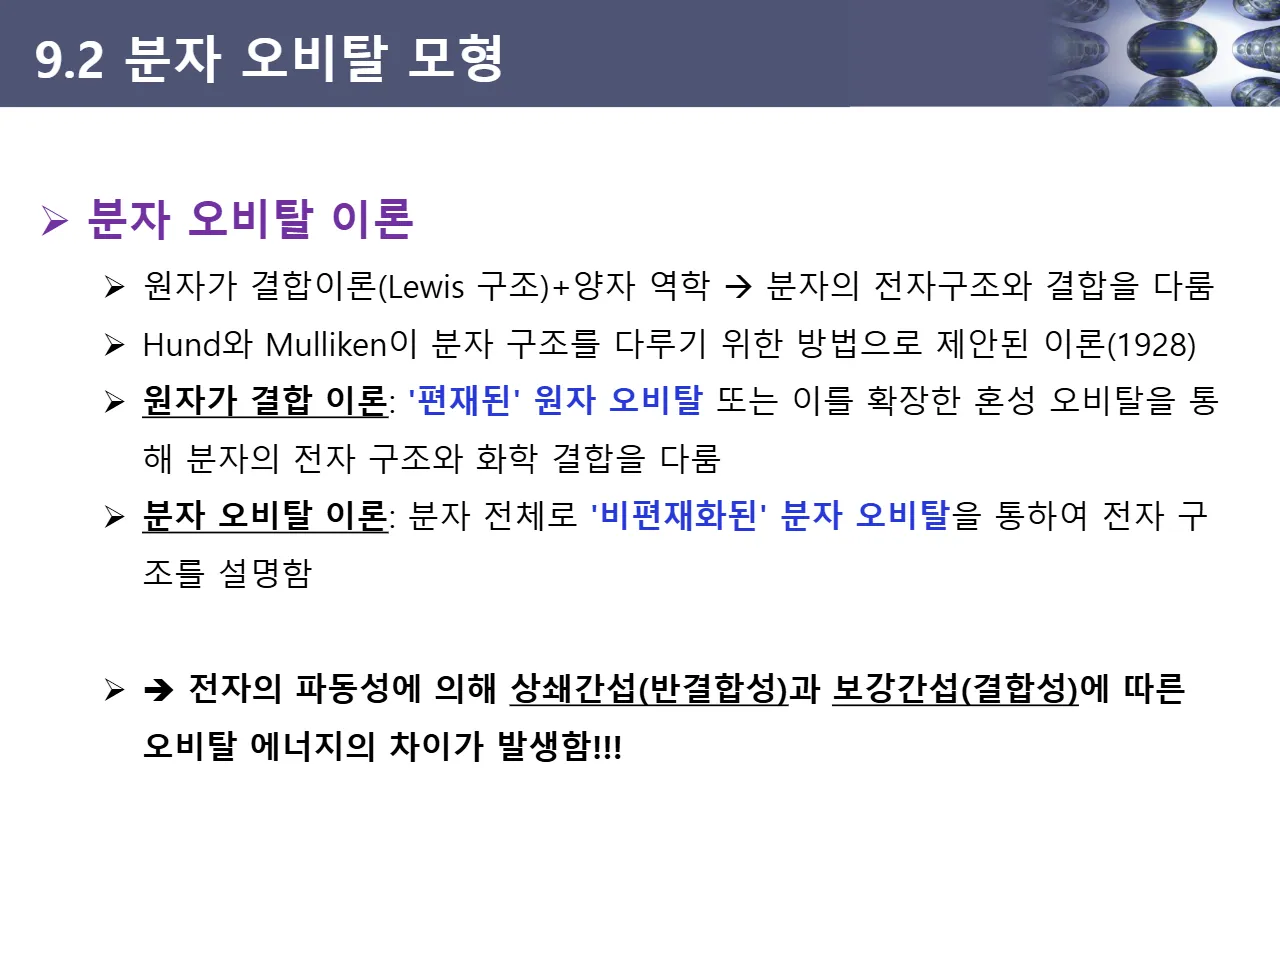 9.2 분자 오비탈 모형
➢ 분자 오비탈 이론
➢ 원자가 결합이론(Lewis 구조)+양자 역학 → 분자의 전자구조와 결합을 다룸
➢ Hund와 Mulliken이 분자 구조를 다루기 위한 방법으로 제안된 이론(1928)
➢ 원자가 결합 이론: '편재된' 원자 오비탈 또는 이를 확장한 혼성 오비탈을 통
해 분자의 전자 구조와 화학 결합을 다룸
➢ 분자 오비탈 이론: 분자 전체로 '비편재화된' 분자 오비탈을 통하여 전자 구
조를 설명함
➢ ➔ 전자의 파동성에 의해 상쇄간섭(반결합성)과 보강간섭(결합성)에 따른
오비탈 에너지의 차이가 발생함!!!